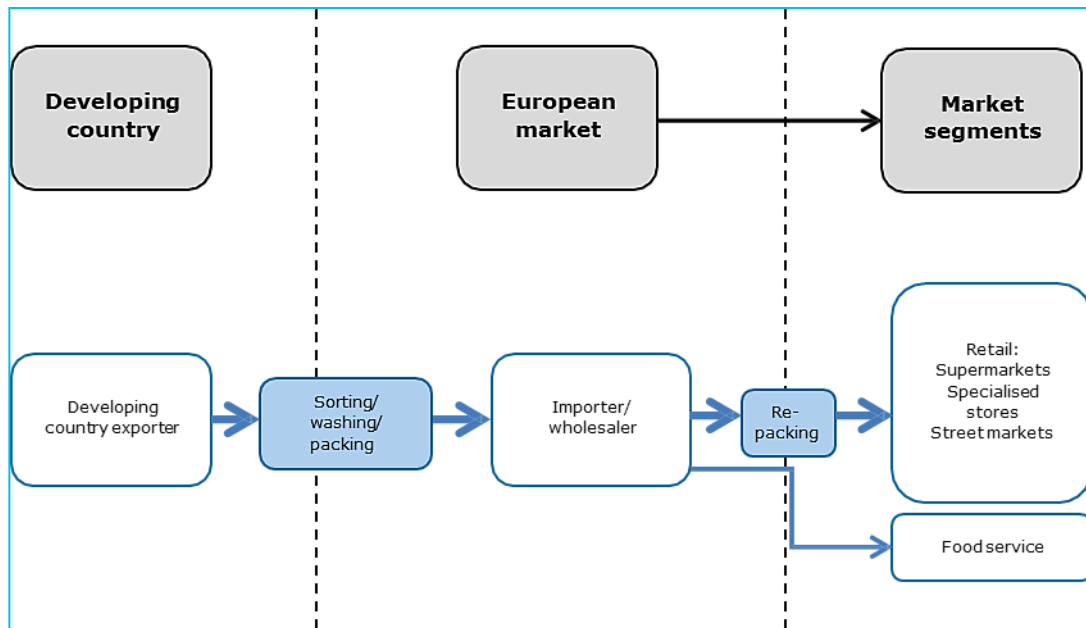 Developing
country
European
market
Market
segments
Developing
country exporter
Sorting/
washing/
packing
Importer/
wholesaler
Re-
packing
Retail:
Supermarkets
Specialised
stores
Street markets
Food service